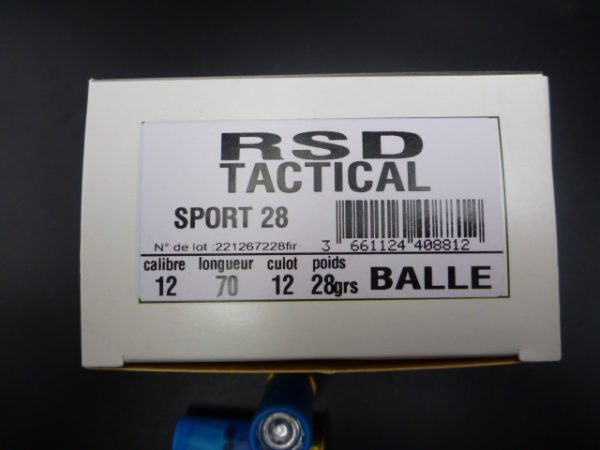 RSD
TACTICAL
SPORT 28
N° de lot :221267228fir
3 661124 408812
calibre longueur culot poids
12 70 12 28grs BALLE